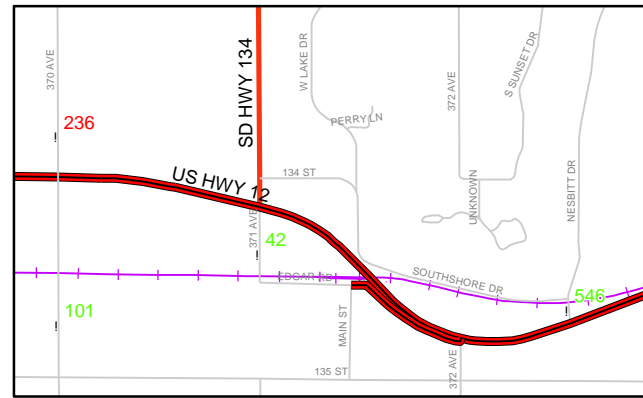 370 AVE
236
SD HWY 134
W LAKE DR
PERRY LN
372 AVE
S SUNSET DR
134 ST
US HWY 12
UNKNOWN
NESBITT DR
371 AVE
42
EDGAR RD
SOUTHSHORE DR
546
101
MAIN ST
372 AVE
135 ST